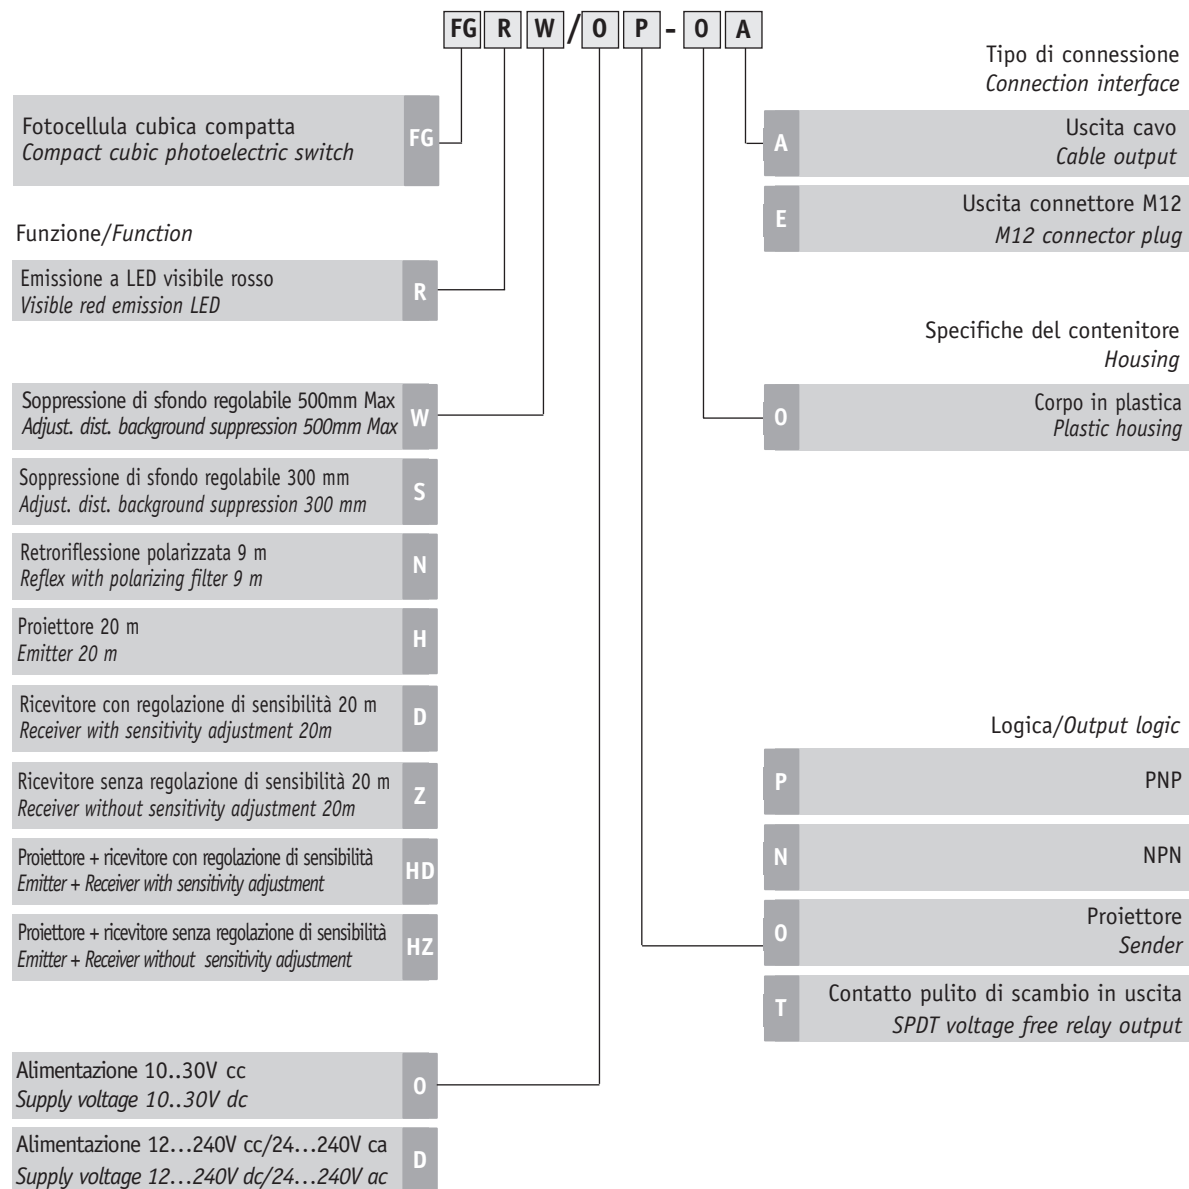 FG R W / 0 P - 0 A
Fotocellula cubica compatta
Compact cubic photoelectric switch
FG
Funzione/Function
Emissione a LED visibile rosso
Visible red emission LED
R
Soppressione di sfondo regolabile 500mm Max
Adjust. dist. background suppression 500mm Max
W
Soppressione di sfondo regolabile 300 mm
Adjust. dist. background suppression 300 mm
S
Retroriflessione polarizzata 9 m
Reflex with polarizing filter 9 m
N
Proiettore 20 m
Emitter 20 m
H
Ricevitore con regolazione di sensibilità 20 m
Receiver with sensitivity adjustment 20m
D
Ricevitore senza regolazione di sensibilità 20 m
Receiver without sensitivity adjustment 20m
Z
Proiettore + ricevitore con regolazione di sensibilità
Emitter + Receiver with sensitivity adjustment
HD
Proiettore + ricevitore senza regolazione di sensibilità
Emitter + Receiver without sensitivity adjustment
HZ
Alimentazione 10..30V cc
Supply voltage 10..30V dc
0
Alimentazione 12...240V cc/24...240V ca
Supply voltage 12...240V dc/24...240V ac
D
Tipo di connessione
Connection interface
A
Uscita cavo
Cable output
E
Uscita connettore M12
M12 connector plug
Specifiche del contenitore
Housing
0
Corpo in plastica
Plastic housing
Logica/Output logic
P
PNP
N
NPN
0
Proiettore
Sender
T
Contatto pulito di scambio in uscita
SPDT voltage free relay output